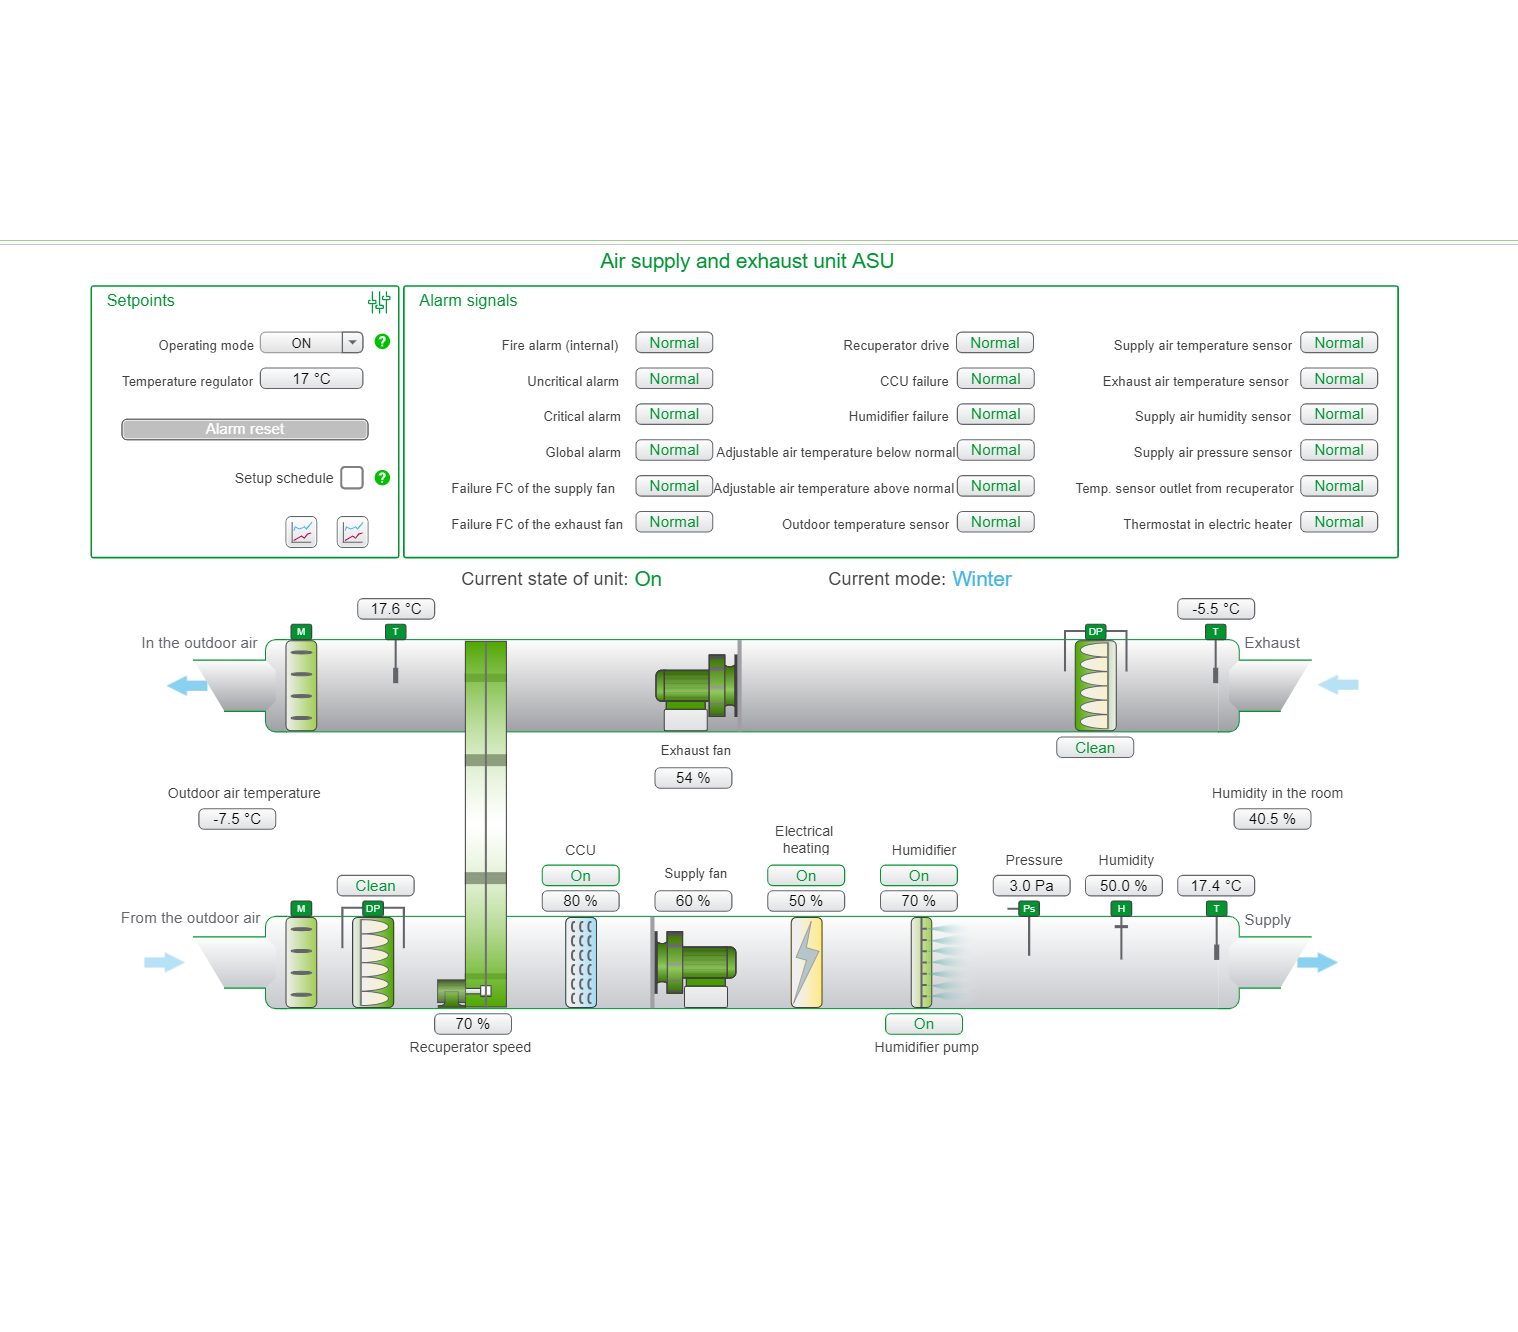 Air supply and exhaust unit ASU
Setpoints
Operating mode ON ?
Temperature regulator 17 °C
Alarm reset
Setup schedule ?
Alarm signals
Fire alarm (internal) Normal
Uncritical alarm Normal
Critical alarm Normal
Global alarm Normal
Failure FC of the supply fan Normal
Failure FC of the exhaust fan Normal
Recuperator drive Normal
CCU failure Normal
Humidifier failure Normal
Adjustable air temperature below normal Normal
Adjustable air temperature above normal Normal
Outdoor temperature sensor Normal
Supply air temperature sensor Normal
Exhaust air temperature sensor Normal
Supply air humidity sensor Normal
Supply air pressure sensor Normal
Temp. sensor outlet from recuperator Normal
Thermostat in electric heater Normal
Current state of unit: On
Current mode: Winter
17.6 °C
-5.5 °C
M
T
DP
T
In the outdoor air
Exhaust
Clean
Exhaust fan
54 %
Outdoor air temperature
-7.5 °C
Humidity in the room
40.5 %
Clean
CCU
On
80 %
Supply fan
60 %
Electrical
heating
On
50 %
Humidifier
On
70 %
Pressure
3.0 Pa
Humidity
50.0 %
17.4 °C
M
DP
Ps
H
T
From the outdoor air
Supply
70 %
Recuperator speed
On
Humidifier pump